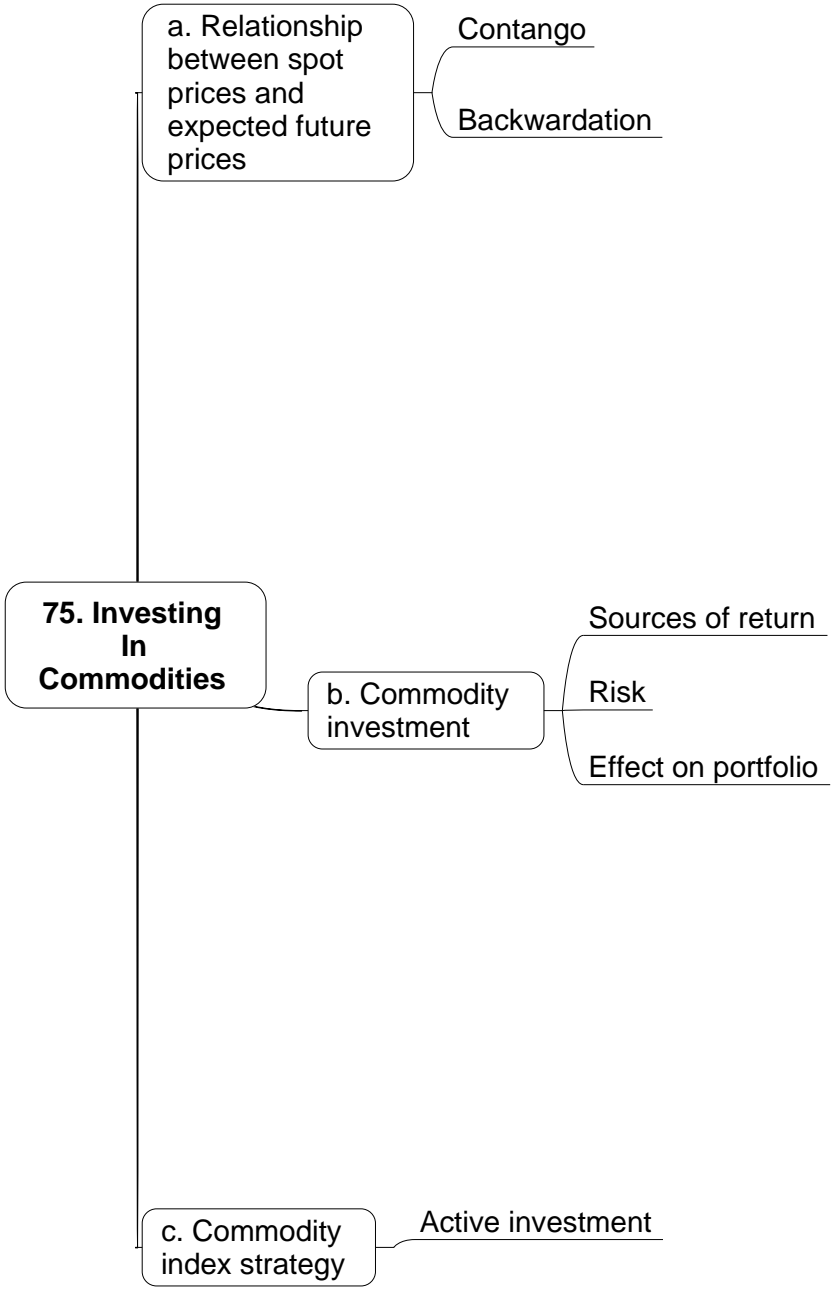 a. Relationship
between spot
prices and
expected future
prices
Contango
Backwardation
75. Investing
In
Commodities
b. Commodity
investment
Sources of return
Risk
Effect on portfolio
c. Commodity
index strategy
Active investment